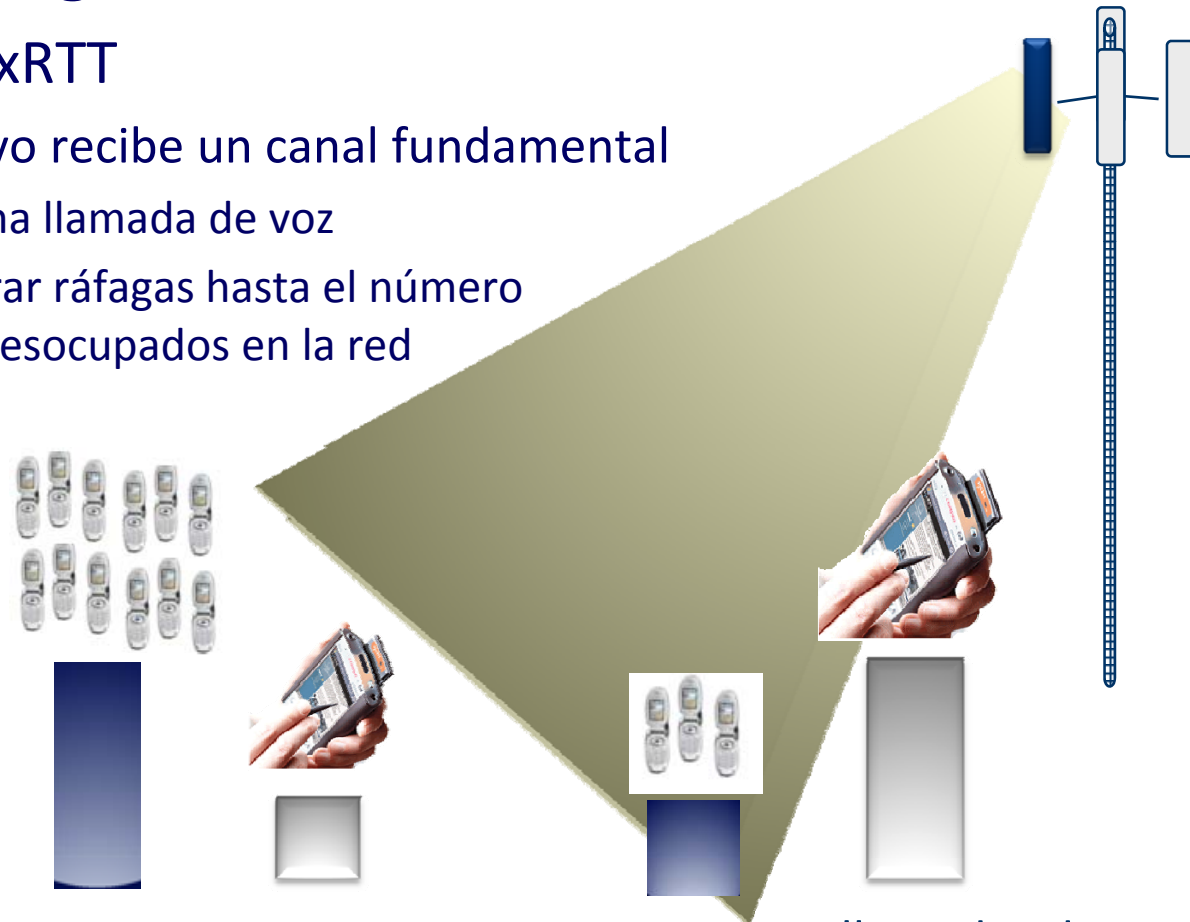 xRTT
vo recibe un canal fundamental
na llamada de voz
rar ráfagas hasta el número
esocupados en la red